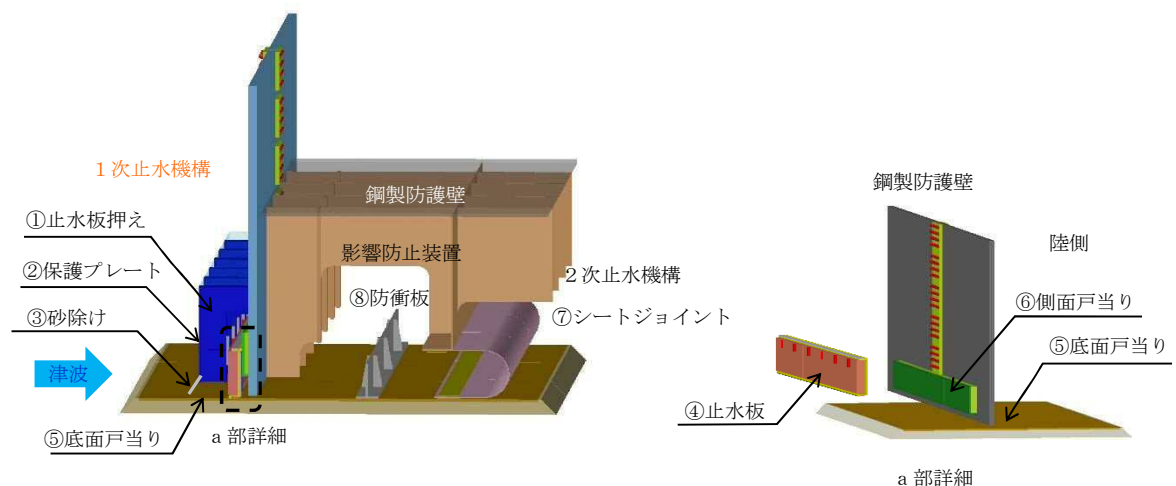 1次止水機構
①止水板押え
②保護プレート
③砂除け
津波
⑤底面戸当り
a部詳細
鋼製防護壁
影響防止装置
⑧防衝板
2次止水機構
⑦シートジョイント
鋼製防護壁
陸側
⑥側面戸当り
⑤底面戸当り
④止水板
a部詳細